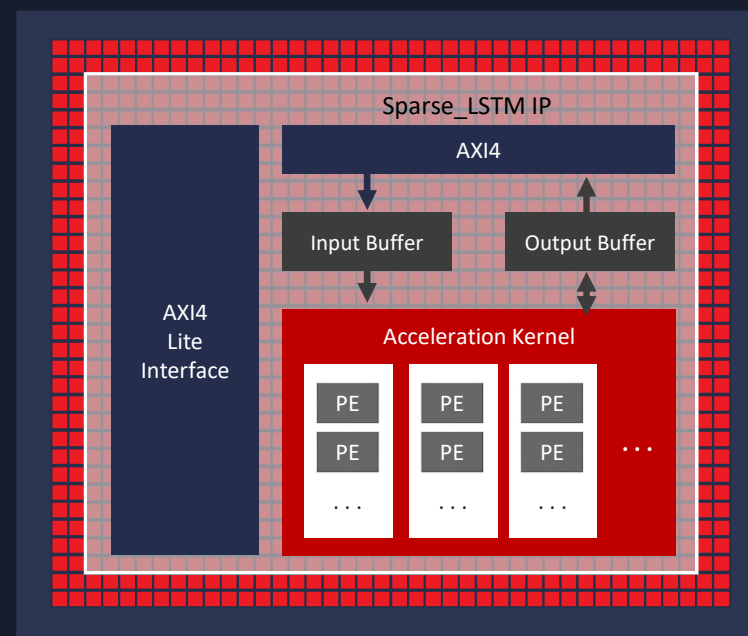 Sparse_LSTM IP
AXI4
Input Buffer
Output Buffer
AXI4
Lite
Interface
Acceleration Kernel
PE
PE
PE
PE
PE
PE
. . .
. . .
. . .
. . .